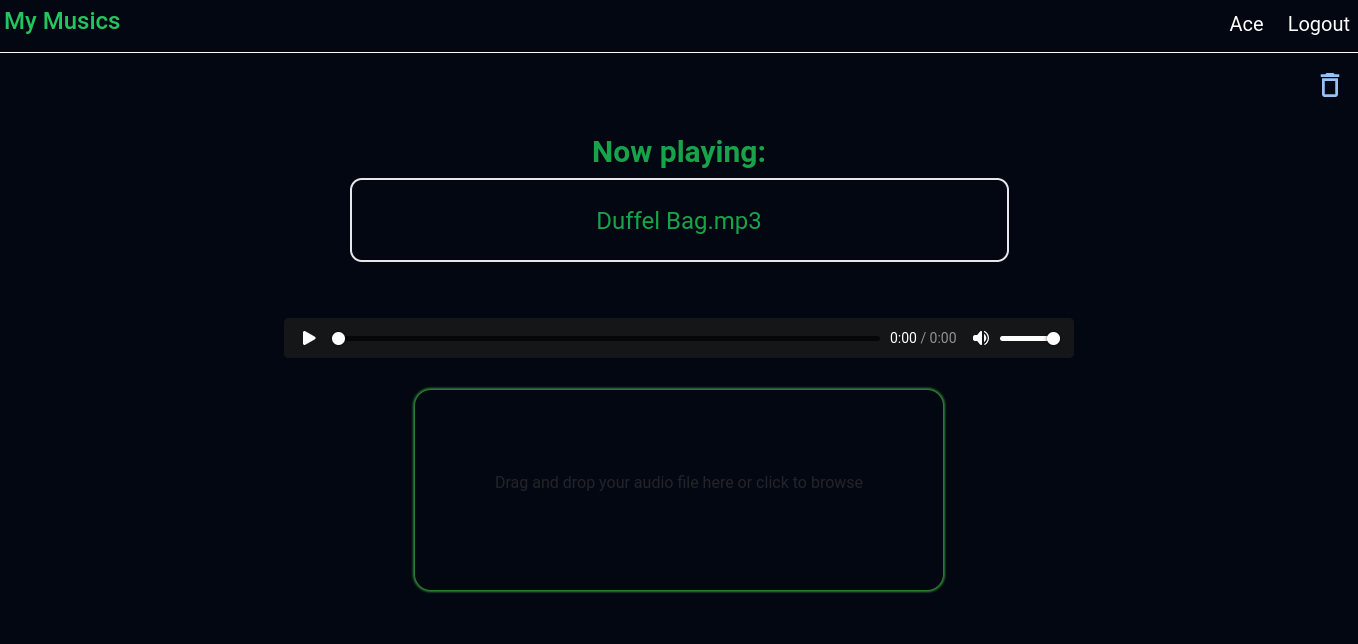 My Musics
Ace Logout
Now playing:
Duffel Bag.mp3
0:00 / 0:00
Drag and drop your audio file here or click to browse